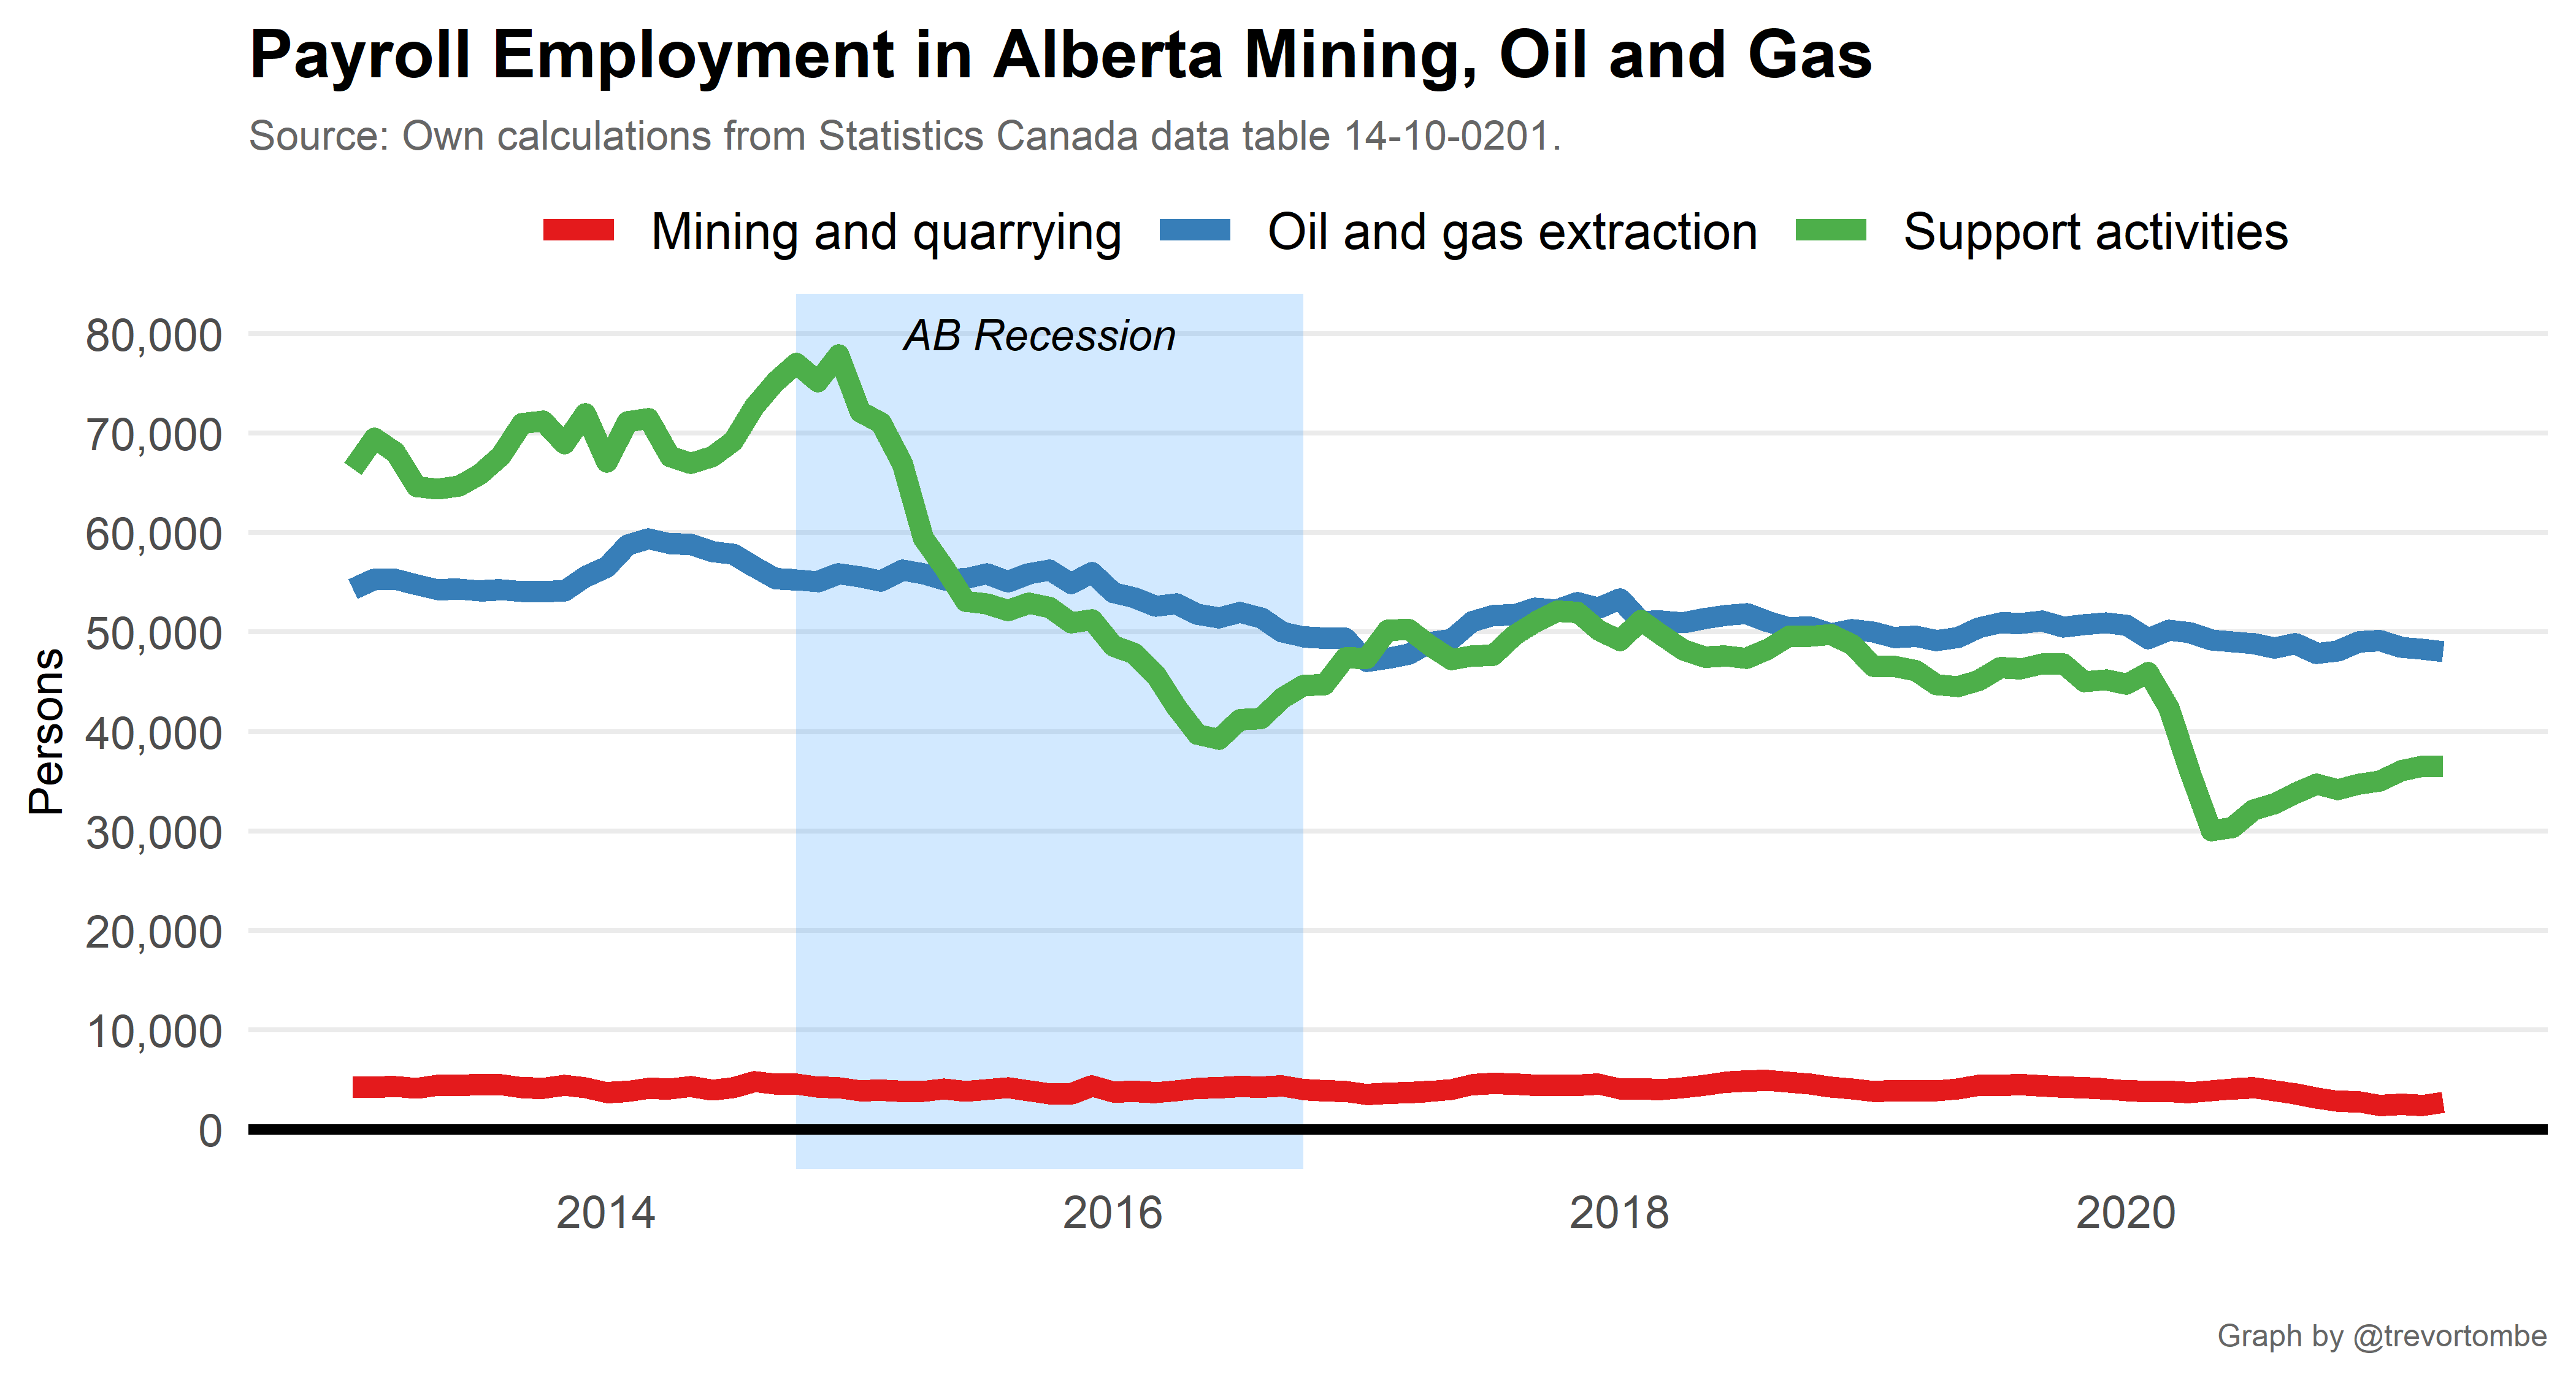 Payroll Employment in Alberta Mining, Oil and Gas
Source: Own calculations from Statistics Canada data table 14-10-0201.
Mining and quarrying Oil and gas extraction Support activities
AB Recession
80,000
70,000
60,000
50,000
40,000
30,000
20,000
10,000
0
Persons
2014 2016 2018 2020
Graph by @trevortombe